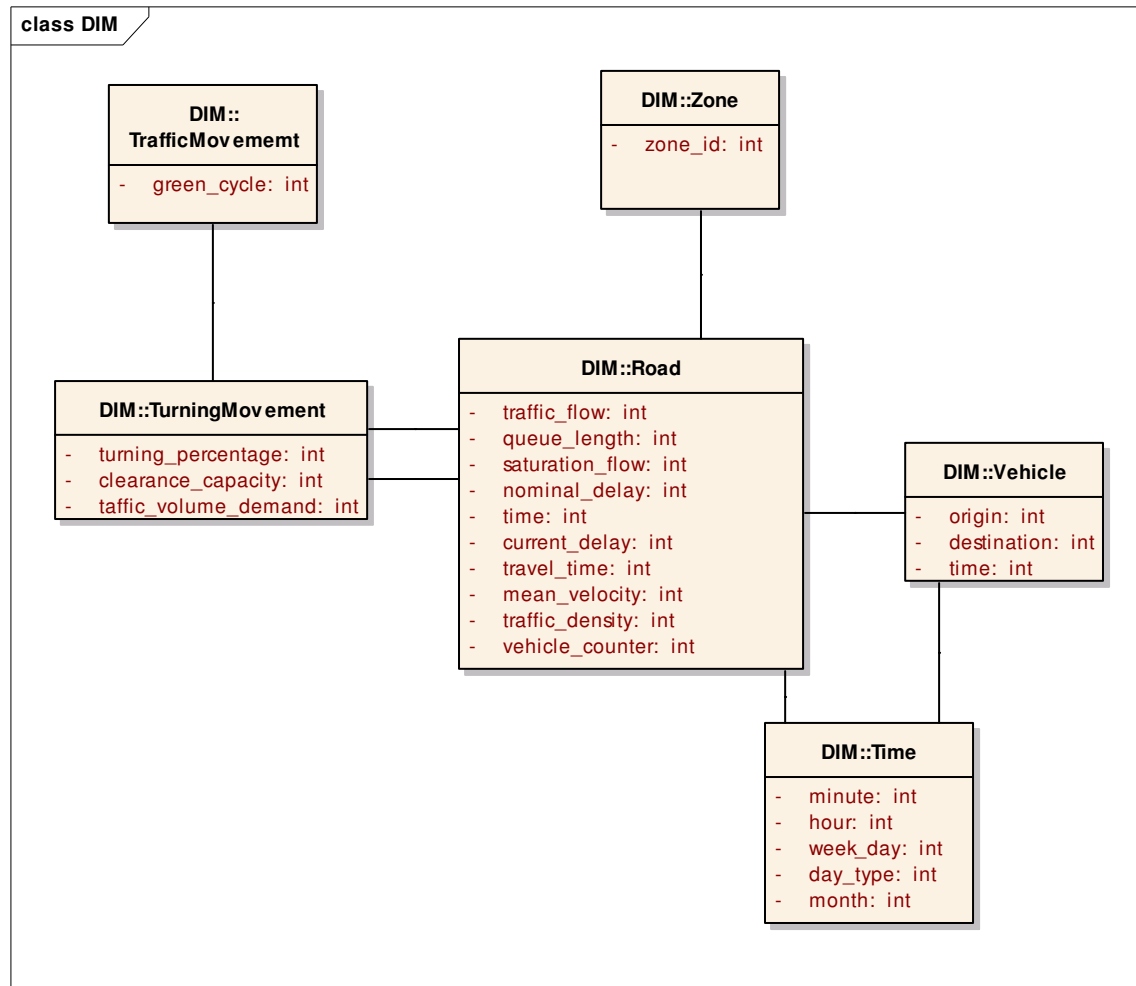 class DIM
DIM::
TrafficMovememt
- green_cycle: int
DIM::Zone
- zone_id: int
DIM::TurningMovement
- turning_percentage: int
- clearance_capacity: int
- taffic_volume_demand: int
DIM::Road
- traffic_flow: int
- queue_length: int
- saturation_flow: int
- nominal_delay: int
- time: int
- current_delay: int
- travel_time: int
- mean_velocity: int
- traffic_density: int
- vehicle_counter: int
DIM::Vehicle
- origin: int
- destination: int
- time: int
DIM::Time
- minute: int
- hour: int
- week_day: int
- day_type: int
- month: int